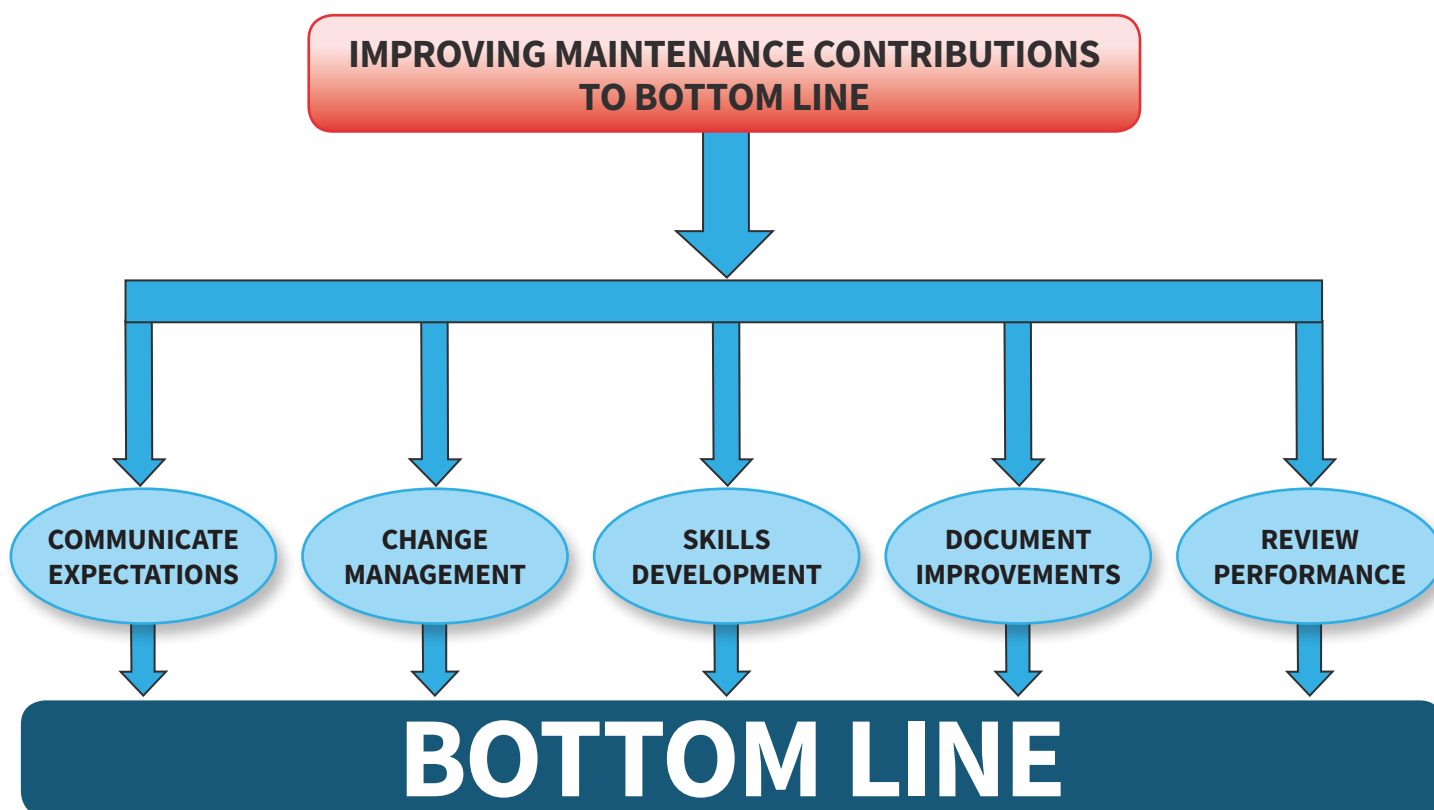 IMPROVING MAINTENANCE CONTRIBUTIONS
TO BOTTOM LINE
COMMUNICATE
EXPECTATIONS
CHANGE
MANAGEMENT
SKILLS
DEVELOPMENT
DOCUMENT
IMPROVEMENTS
REVIEW
PERFORMANCE
BOTTOM LINE